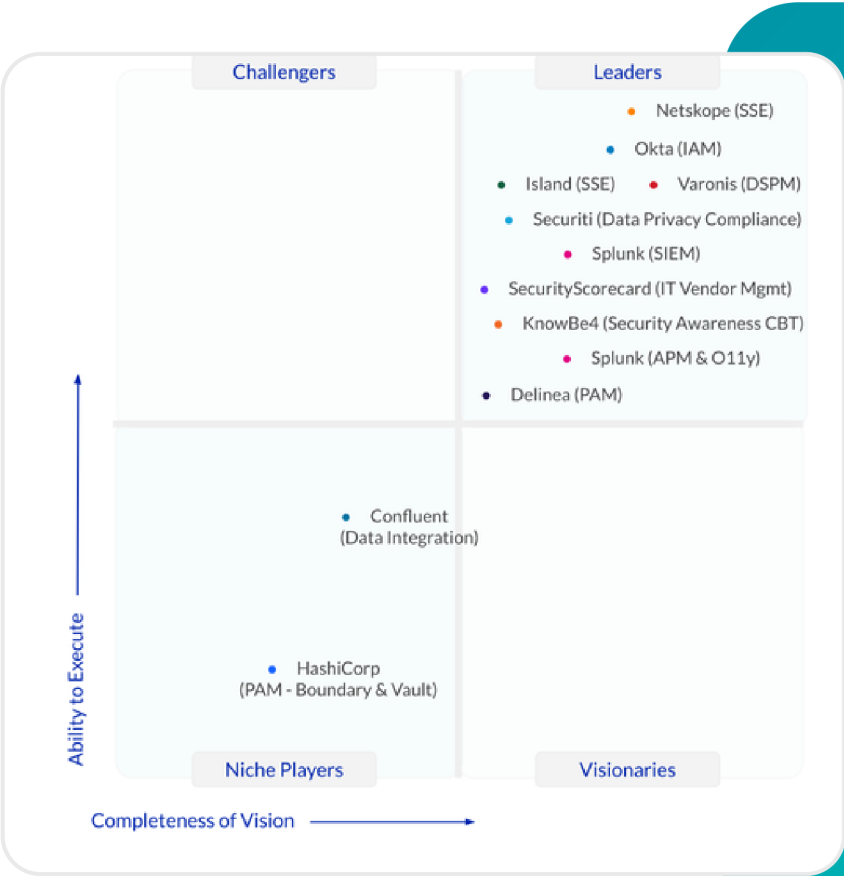 Challengers
Leaders
Netskope (SSE)
Okta (IAM)
Island (SSE)
Varonis (DSPM)
Securiti (Data Privacy Compliance)
Splunk (SIEM)
SecurityScorecard (IT Vendor Mgmt)
KnowBe4 (Security Awareness CBT)
Splunk (APM & O11y)
Delinea (PAM)
Confluent
(Data Integration)
HashiCorp
(PAM - Boundary & Vault)
Ability to Execute
Niche Players
Visionaries
Completeness of Vision